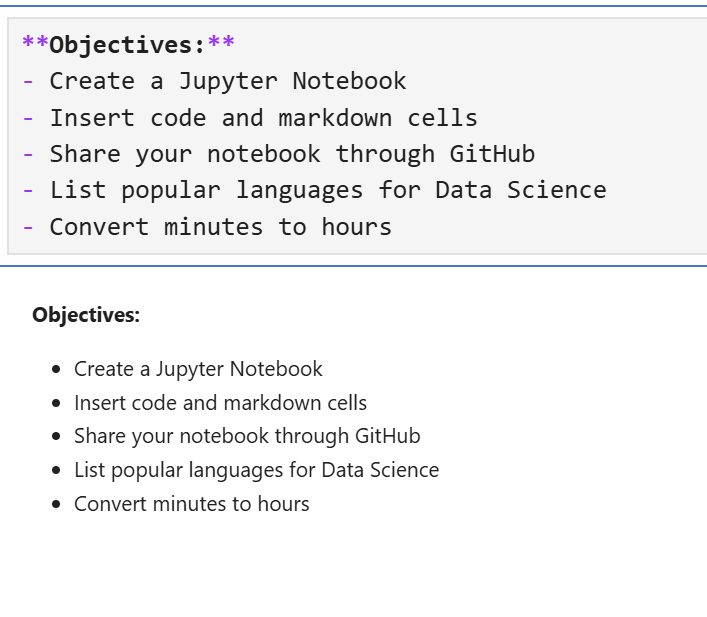 **Objectives:**
- Create a Jupyter Notebook
- Insert code and markdown cells
- Share your notebook through GitHub
- List popular languages for Data Science
- Convert minutes to hours
Objectives:
• Create a Jupyter Notebook
• Insert code and markdown cells
• Share your notebook through GitHub
• List popular languages for Data Science
• Convert minutes to hours